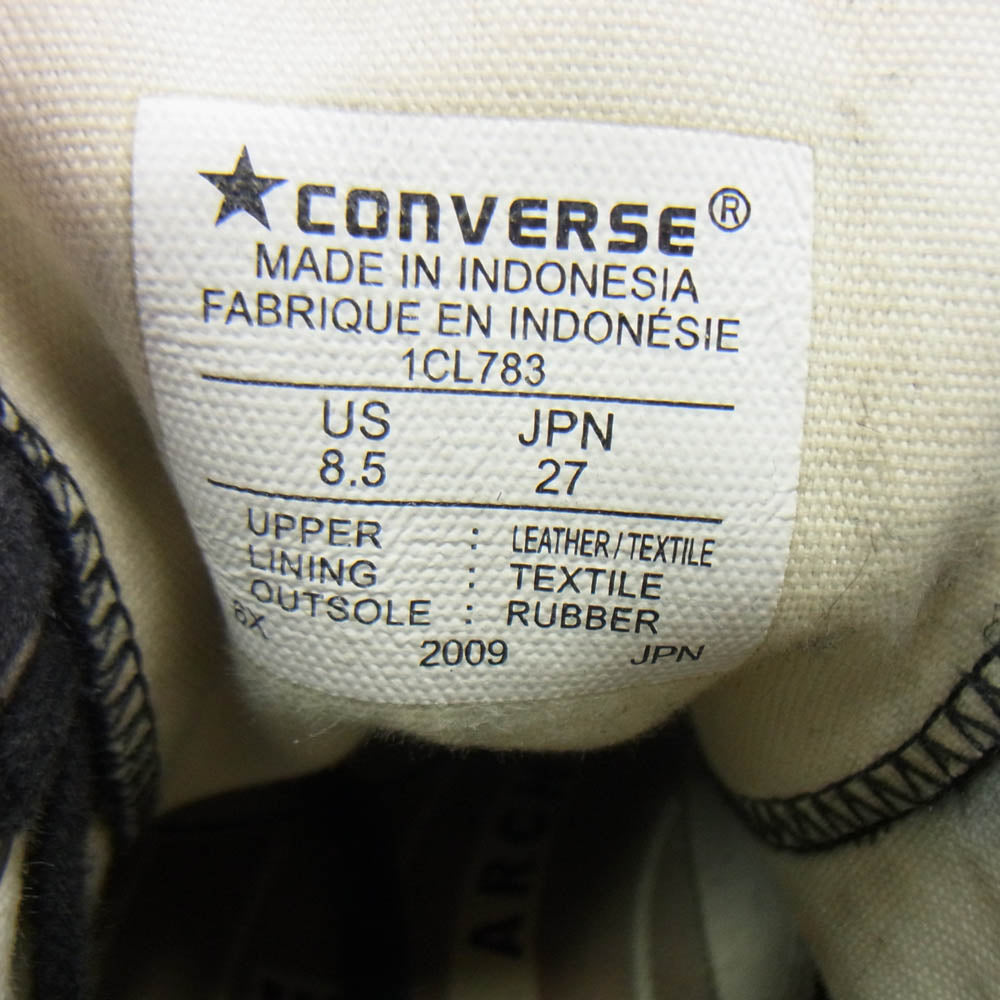 ★CONVERSE®
MADE IN INDONESIA
FABRIQUE EN INDONÉSIE
1CL783
US JPN
8.5 27
UPPER : LEATHER/TEXTILE
LINING : TEXTILE
OUTSOLE : RUBBER
6X
2009 JPN